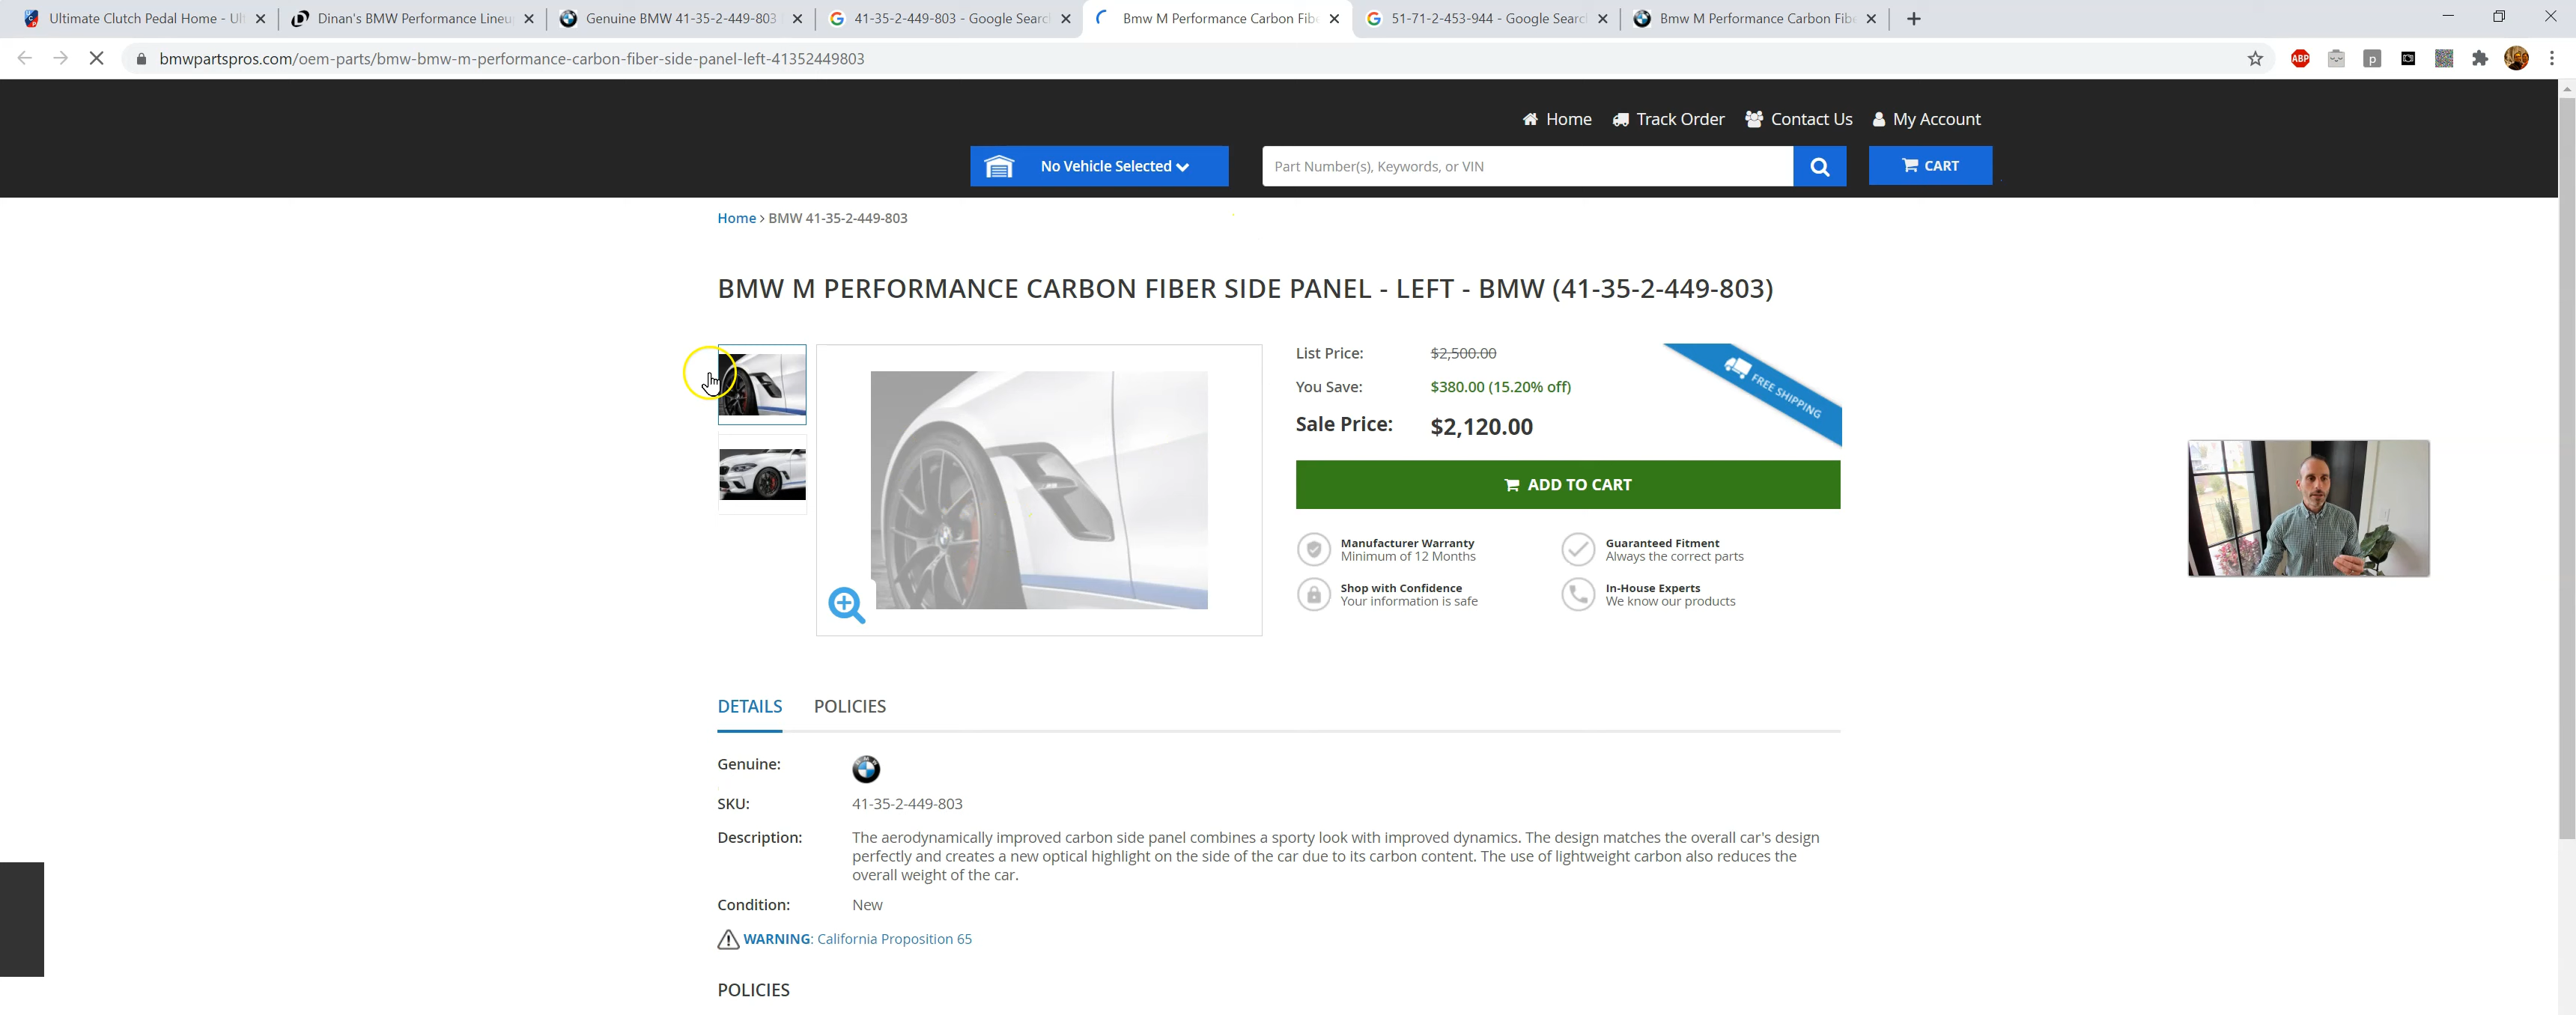 Ultimate Clutch Pedal Home - Ult
Dinan's BMW Performance Lineup
Genuine BMW 41-35-2-449-803
41-35-2-449-803 - Google Search
Bmw M Performance Carbon Fibe
51-71-2-453-944 - Google Search
Bmw M Performance Carbon Fibe
bmwpartspros.com/oem-parts/bmw-bmw-m-performance-carbon-fiber-side-panel-left-41352449803
ABP
p
Home
Track Order
Contact Us
My Account
No Vehicle Selected
Part Number(s), Keywords, or VIN
CART
Home > BMW 41-35-2-449-803
BMW M PERFORMANCE CARBON FIBER SIDE PANEL - LEFT - BMW (41-35-2-449-803)
List Price: $2,500.00
You Save: $380.00 (15.20% off)
Sale Price: $2,120.00
FREE SHIPPING
ADD TO CART
Manufacturer Warranty
Minimum of 12 Months
Guaranteed Fitment
Always the correct parts
Shop with Confidence
Your information is safe
In-House Experts
We know our products
DETAILS
POLICIES
Genuine:
SKU: 41-35-2-449-803
Description: The aerodynamically improved carbon side panel combines a sporty look with improved dynamics. The design matches the overall car's design
perfectly and creates a new optical highlight on the side of the car due to its carbon content. The use of lightweight carbon also reduces the
overall weight of the car.
Condition: New
WARNING: California Proposition 65
POLICIES